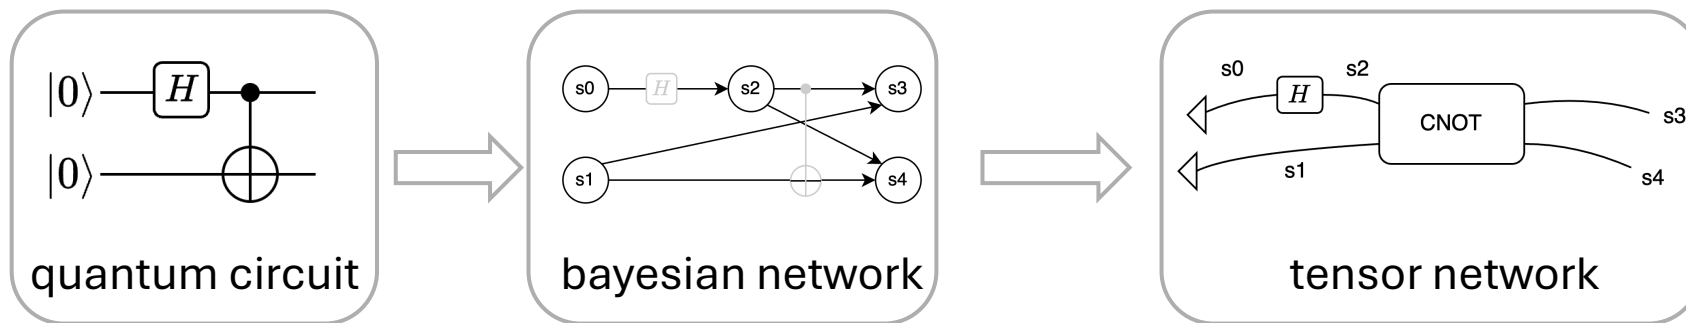 |0⟩ H
|0⟩
quantum circuit
s0 H s2 s3
s1 s4
bayesian network
s0 H s2 CNOT s3
s1 s4
tensor network